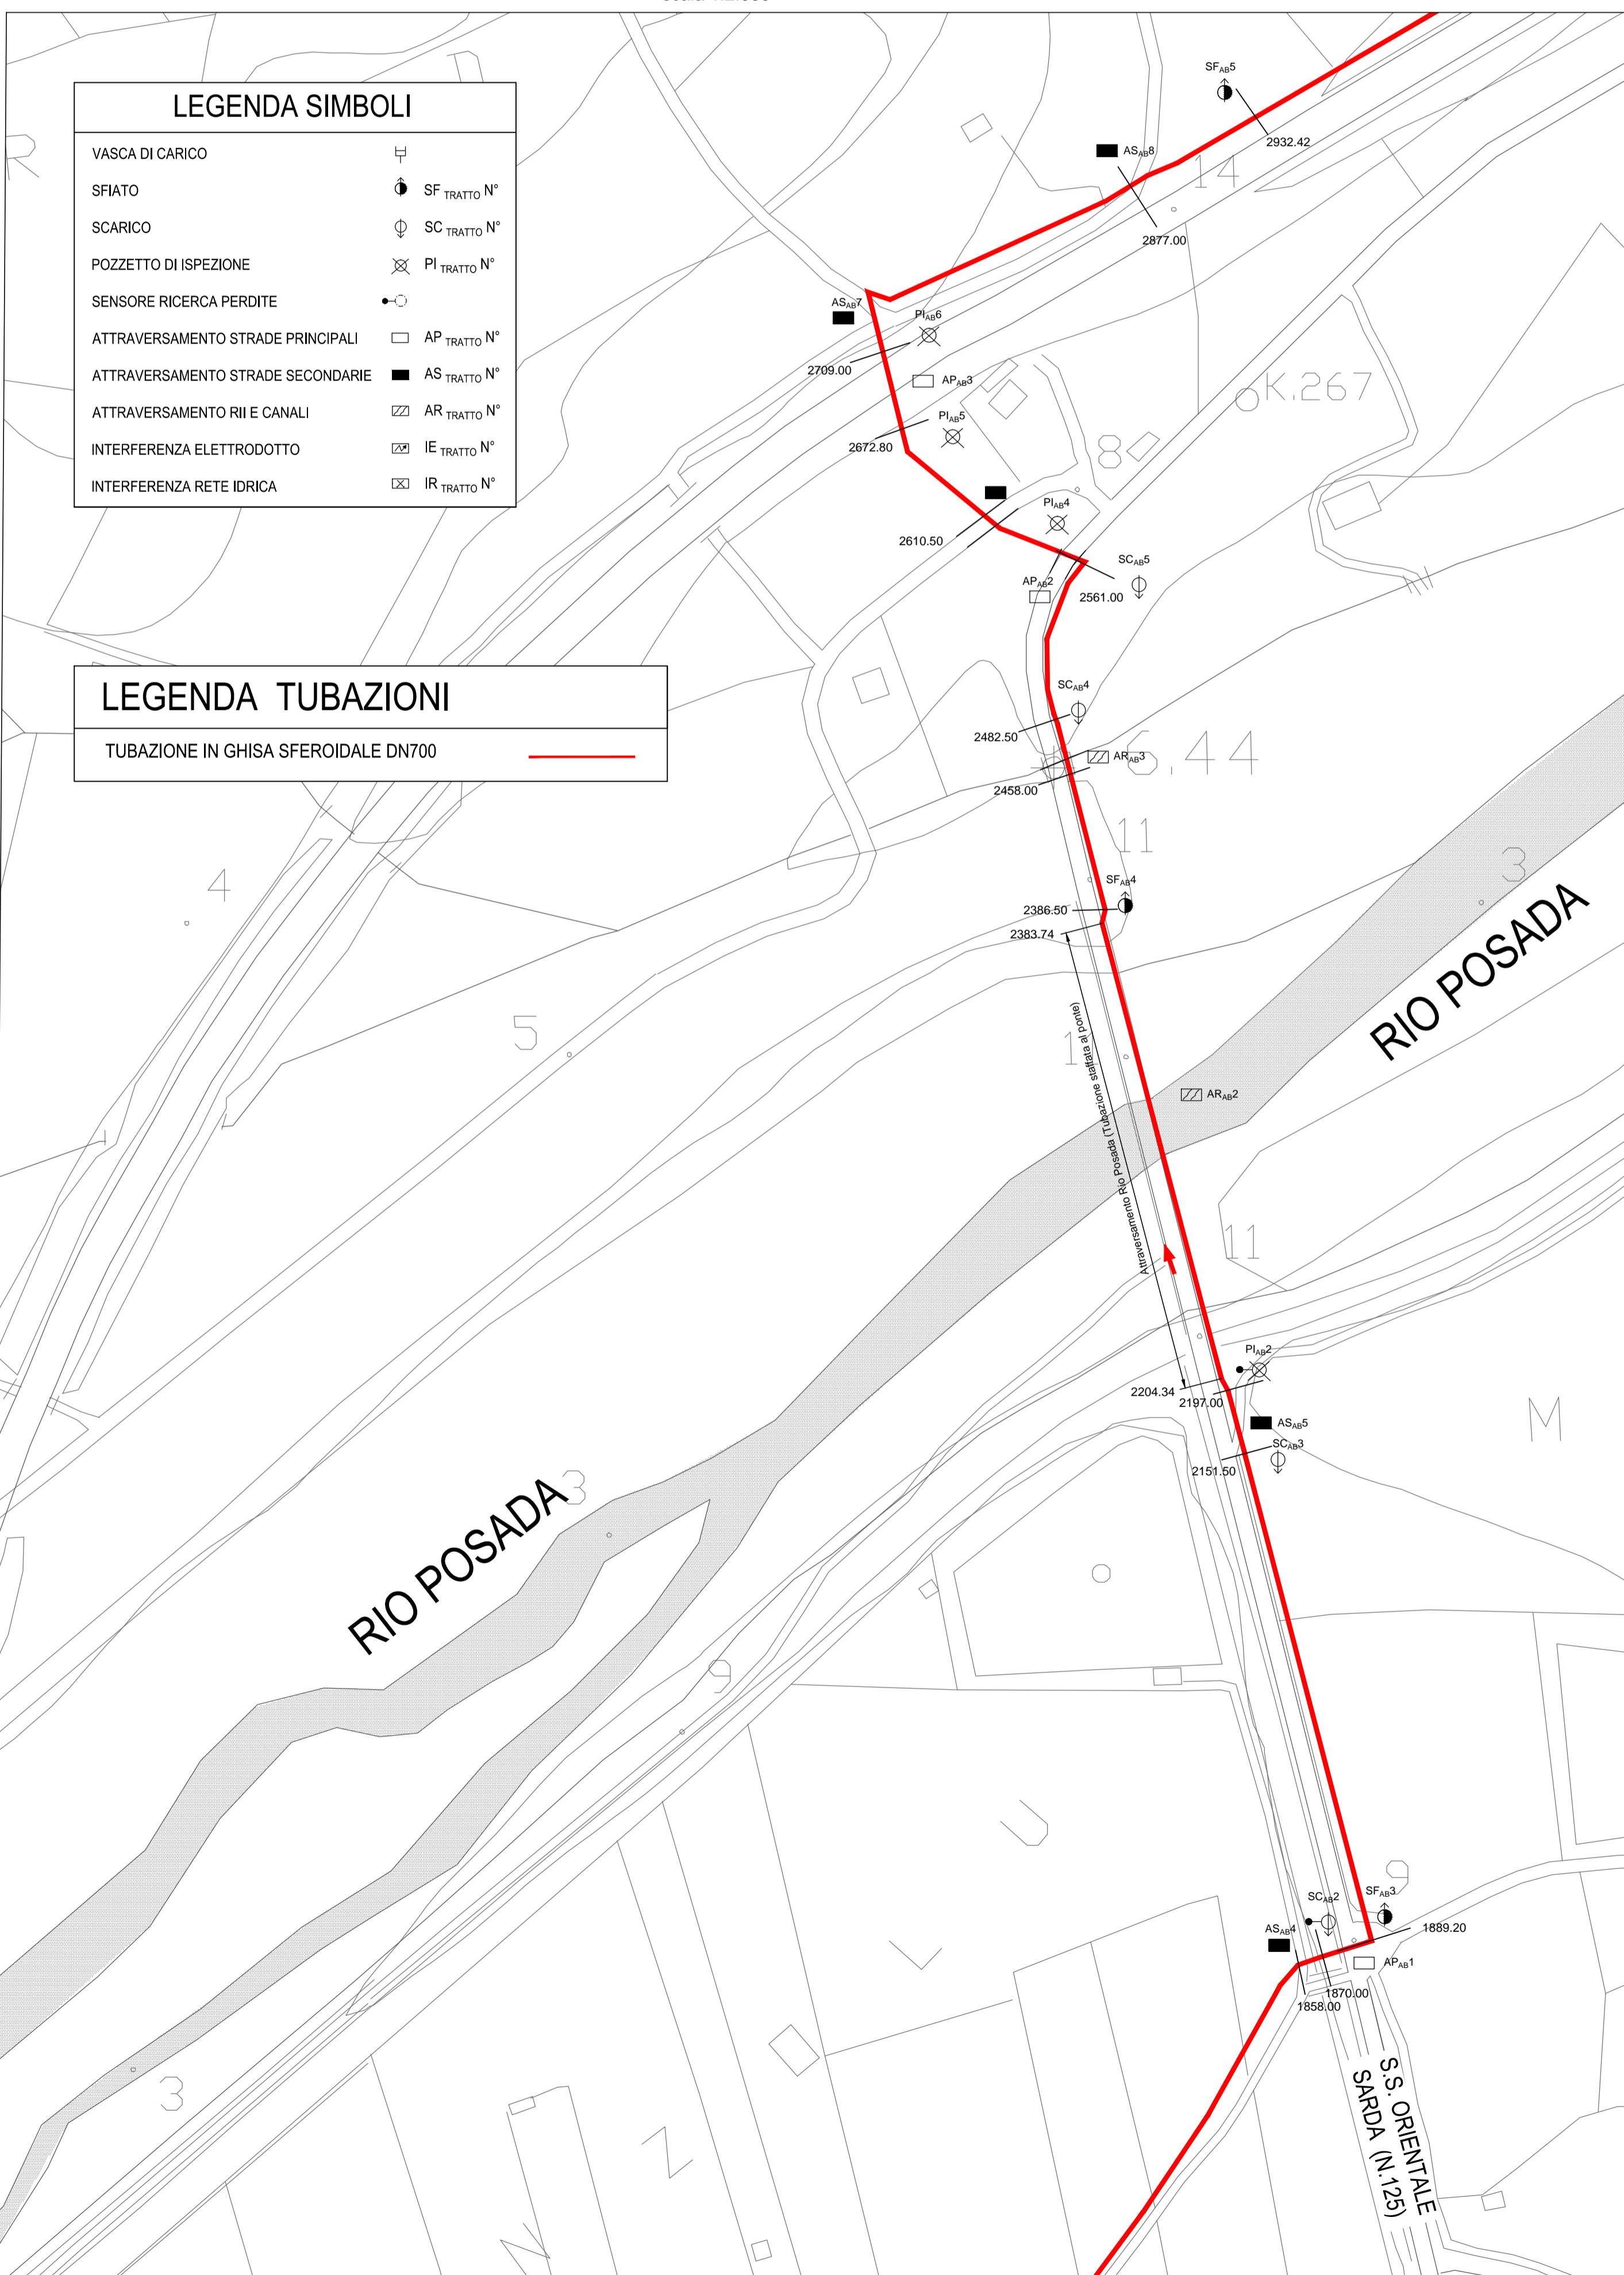 LEGENDA SIMBOLI
VASCA DI CARICO
SFIATO SF TRATTO N°
SCARICO SC TRATTO N°
POZZETTO DI ISPEZIONE PI TRATTO N°
SENSORE RICERCA PERDITE
ATTRAVERSAMENTO STRADE PRINCIPALI AP TRATTO N°
ATTRAVERSAMENTO STRADE SECONDARIE AS TRATTO N°
ATTRAVERSAMENTO RII E CANALI AR TRATTO N°
INTERFERENZA ELETTRODOTTO IE TRATTO N°
INTERFERENZA RETE IDRICA IR TRATTO N°
LEGENDA TUBAZIONI
TUBAZIONE IN GHISA SFEROIDALE DN700
SFAB5
2932.42
ASAB8
14
2877.00
ASAB7
PIAB6
2709.00
APAB3
K.267
PIAB5
2672.80
8
PIAB4
2610.50
SCAB5
APAB2
2561.00
SCAB4
2482.50
ARAB3
6.44
2458.00
11
3
4
SFAB4
2386.50
2383.74
RIO POSADA
5
Attraversamento Rio Posada (Tubazione staffata al ponte)
ARAB2
11
PIAB2
2204.34
2197.00
ASAB5
M
SCAB3
2151.50
3
RIO POSADA
9
U
9
SCAB2
SFAB3
ASAB4
1889.20
APAB1
1870.00
1858.00
L
3
S.S. ORIENTALE
SARDA (N.125)
Z
N